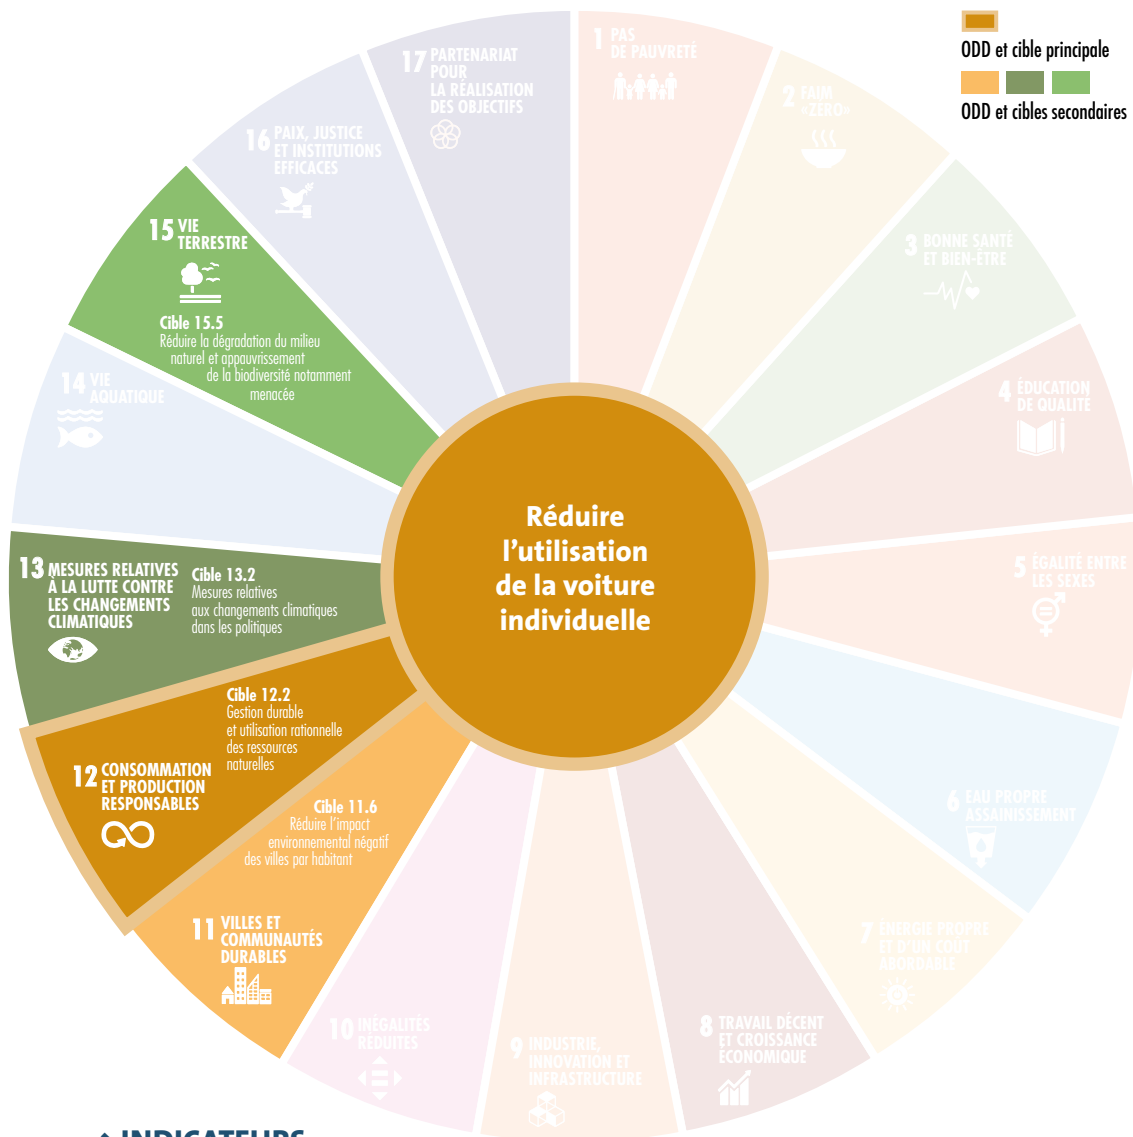 ODD et cible principale
ODD et cibles secondaires
1 PAS
DE PAUVRETÉ
2 FAIM
«ZÉRO»
3 BONNE SANTÉ
ET BIEN-ÊTRE
4 ÉDUCATION
DE QUALITÉ
5 ÉGALITÉ ENTRE
LES SEXES
6 EAU PROPRE
ASSAINISSEMENT
7 ÉNERGIE PROPRE
ET D'UN COÛT
ABORDABLE
8 TRAVAIL DÉCENT
ET CROISSANCE
ÉCONOMIQUE
9 INDUSTRIE,
INNOVATION ET
INFRASTRUCTURE
10 INÉGALITÉS
RÉDUITES
11 VILLES ET
COMMUNAUTÉS
DURABLES
Cible 11.6
Réduire l'impact
environnemental négatif
des villes par habitant
12 CONSOMMATION
ET PRODUCTION
RESPONSABLES
Cible 12.2
Gestion durable
et utilisation rationnelle
des ressources
naturelles
13 MESURES RELATIVES
À LA LUTTE CONTRE
LES CHANGEMENTS
CLIMATIQUES
Cible 13.2
Mesures relatives
aux changements climatiques
dans les politiques
14 VIE
AQUATIQUE
15 VIE
TERRESTRE
Cible 15.5
Réduire la dégradation du milieu
naturel et appauvrissement
de la biodiversité notamment
menacée
16 PAIX, JUSTICE
ET INSTITUTIONS
EFFICACES
17 PARTENARIAT
POUR
LA RÉALISATION
DES OBJECTIFS
Réduire
l'utilisation
de la voiture
individuelle
INDICATEURS